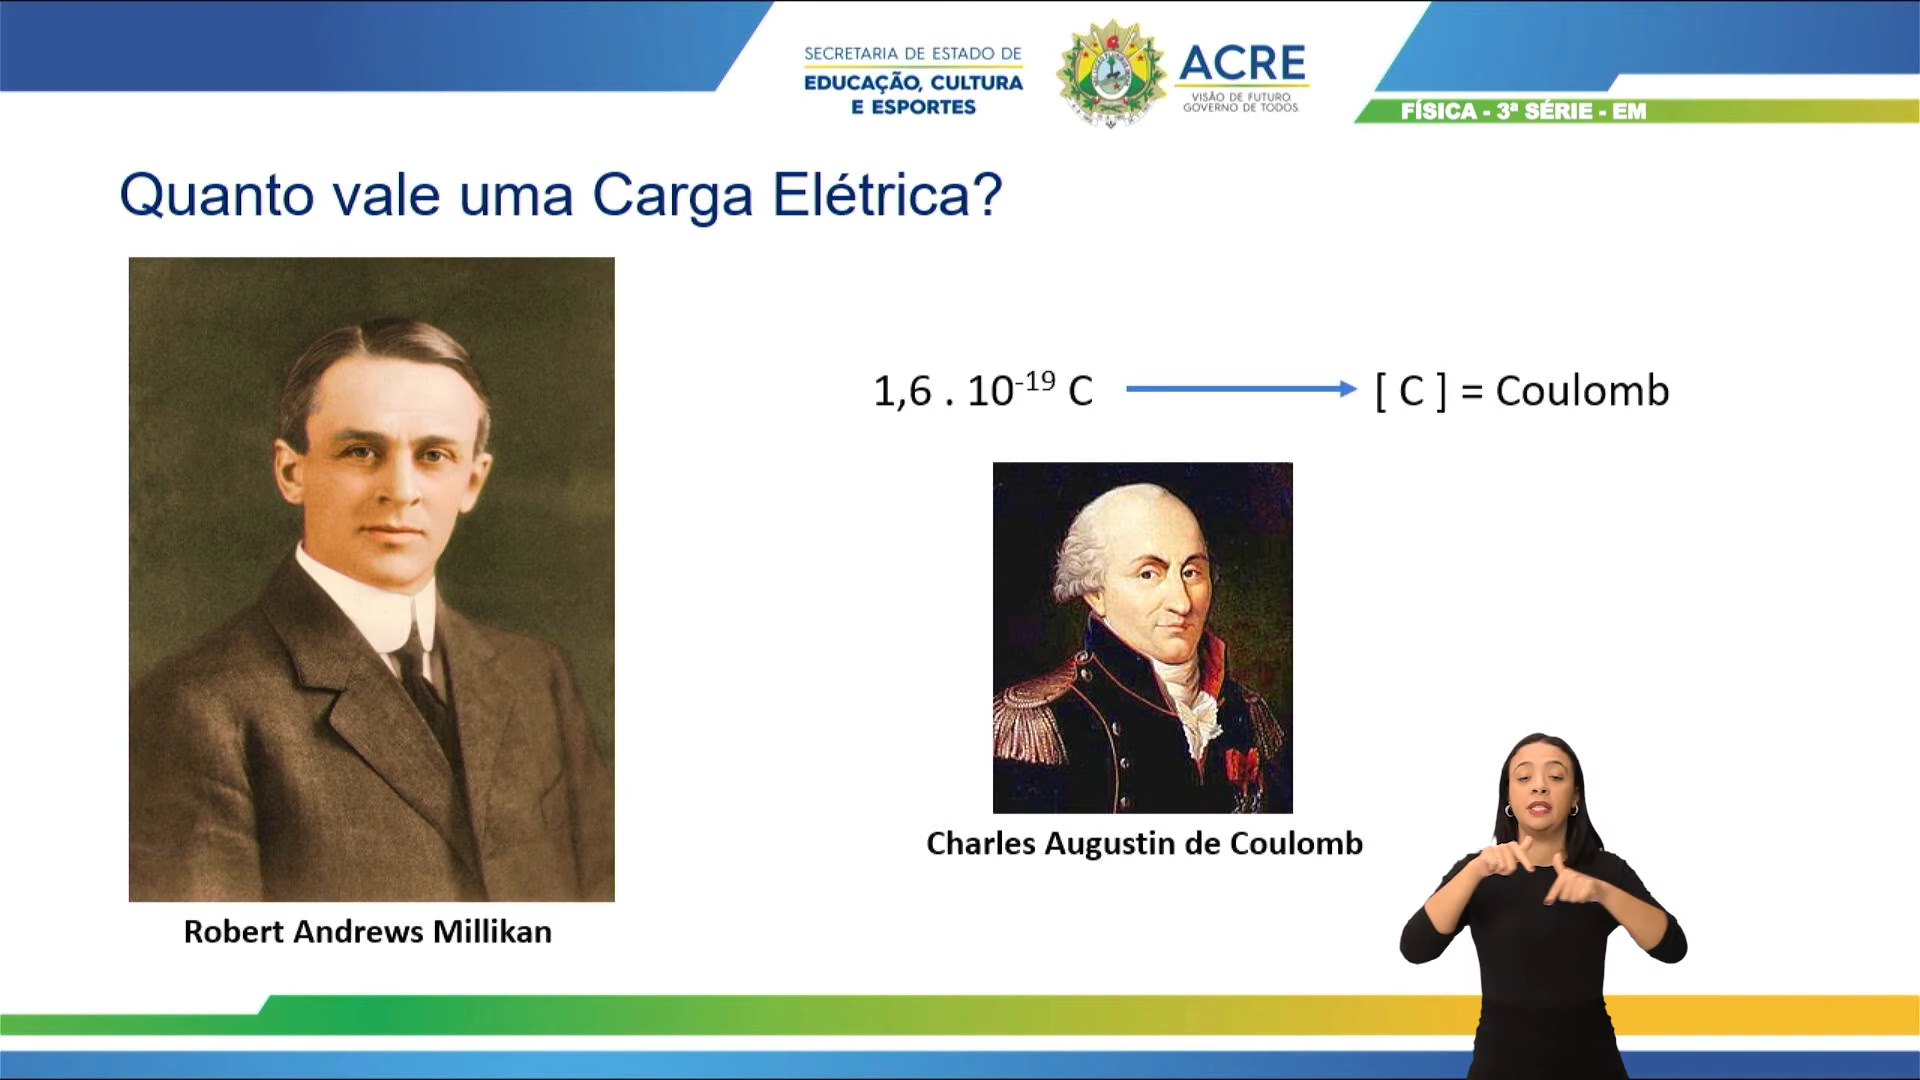 SECRETARIA DE ESTADO DE
EDUCAÇÃO, CULTURA
E ESPORTES
ACRE
VISÃO DE FUTURO.
GOVERNO DE TODOS.
FÍSICA - 3ª SÉRIE - EM
Quanto vale uma Carga Elétrica?
1,6 . 10⁻¹⁹ C
[ C ] = Coulomb
Charles Augustin de Coulomb
Robert Andrews Millikan